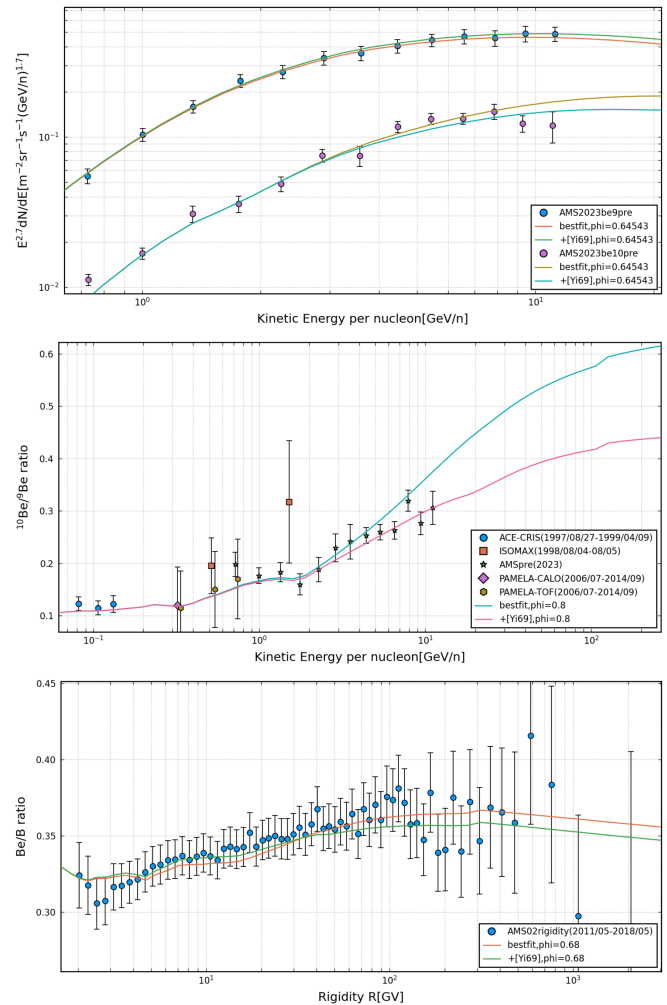 E^2.7dN/dE[m^−2sr^−1s^−1(GeV/n)^1.7]
10^−1
10^−2
AMS2023be9pre
bestfit,phi=0.64543
+[Yi69],phi=0.64543
AMS2023be10pre
bestfit,phi=0.64543
+[Yi69],phi=0.64543
10^0
10^1
Kinetic Energy per nucleon[GeV/n]
^10Be/^9Be ratio
0.6
0.5
0.4
0.3
0.2
0.1
ACE-CRIS(1997/08/27-1999/04/09)
ISOMAX(1998/08/04-08/05)
AMSpre(2023)
PAMELA-CALO(2006/07-2014/09)
PAMELA-TOF(2006/07-2014/09)
bestfit,phi=0.8
+[Yi69],phi=0.8
10^−1
10^0
10^1
10^2
Kinetic Energy per nucleon[GeV/n]
Be/B ratio
0.45
0.40
0.35
0.30
AMS02rigidity(2011/05-2018/05)
bestfit,phi=0.68
+[Yi69],phi=0.68
10^1
10^2
10^3
Rigidity R[GV]